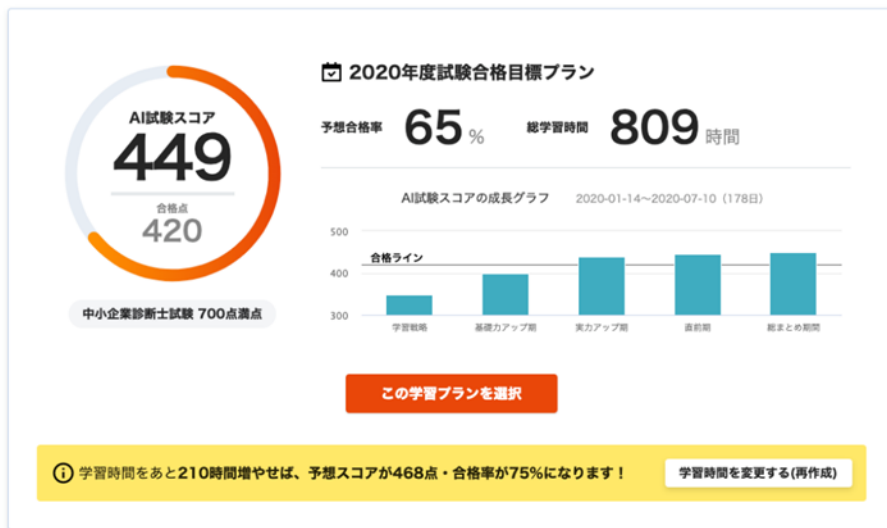 AI試験スコア
449
合格点
420
中小企業診断士試験 700点満点
2020年度試験合格目標プラン
予想合格率 65 % 総学習時間 809 時間
AI試験スコアの成長グラフ 2020-01-14〜2020-07-10（178日）
500
合格ライン
400
300
学習戦略 基礎力アップ期 実力アップ期 直前期 総まとめ期間
この学習プランを選択
学習時間をあと210時間増やせば、予想スコアが468点・合格率が75%になります！ 学習時間を変更する(再作成)